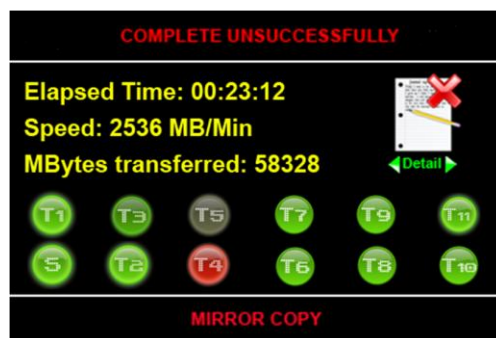 COMPLETE UNSUCCESSFULLY
Elapsed Time: 00:23:12
Speed: 2536 MB/Min
MBytes transferred: 58328
Detail
T1 T3 T5 T7 T9 T11
S T2 T4 T6 T8 T10
MIRROR COPY